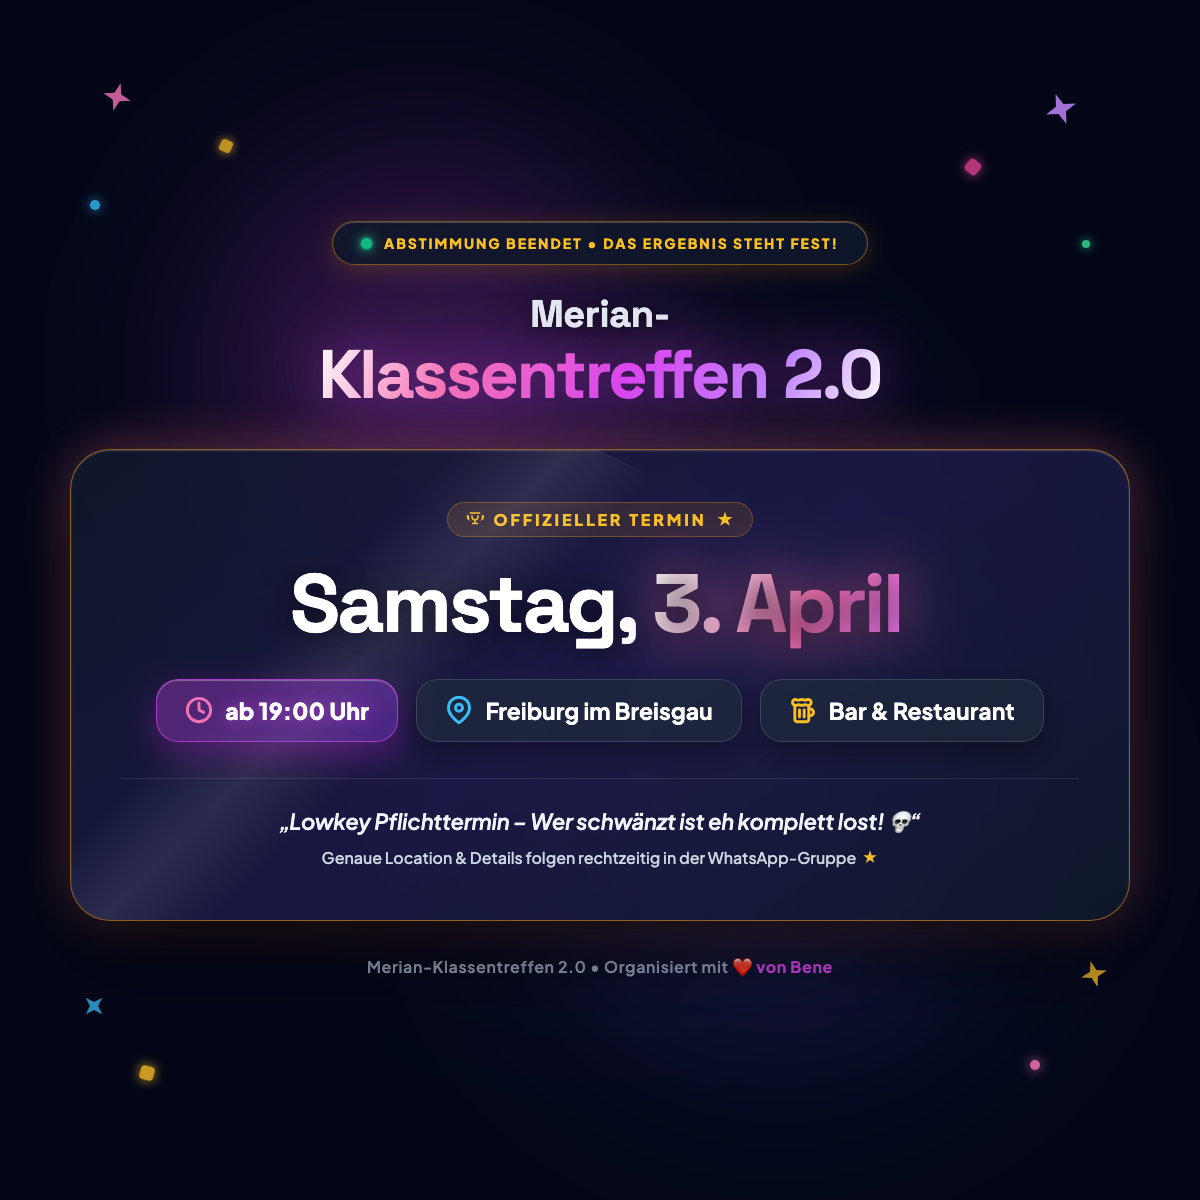 ABSTIMMUNG BEENDET • DAS ERGEBNIS STEHT FEST!
Merian-
Klassentreffen 2.0
OFFIZIELLER TERMIN ★
Samstag, 3. April
ab 19:00 Uhr
Freiburg im Breisgau
Bar & Restaurant
„Lowkey Pflichttermin – Wer schwänzt ist eh komplett lost! 💀“
Genaue Location & Details folgen rechtzeitig in der WhatsApp-Gruppe ★
Merian-Klassentreffen 2.0 • Organisiert mit ❤️ von Bene